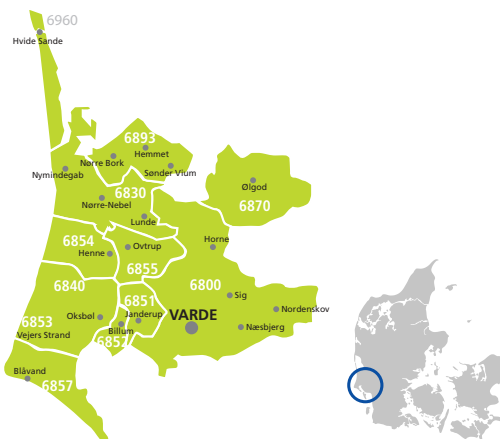 6960
Hvide Sande
6893
Hemmet
Nørre Bork
Sønder Vium
Nymindegab
6830
Nørre-Nebel
Lunde
Ølgod
6870
6854
Henne
Ovtrup
Horne
6855
6840
6800
6851
Sig
Nordenskov
Oksbøl
Janderup
VARDE
6853
Billum
Næsbjerg
Vejers Strand
6852
Blåvand
6857